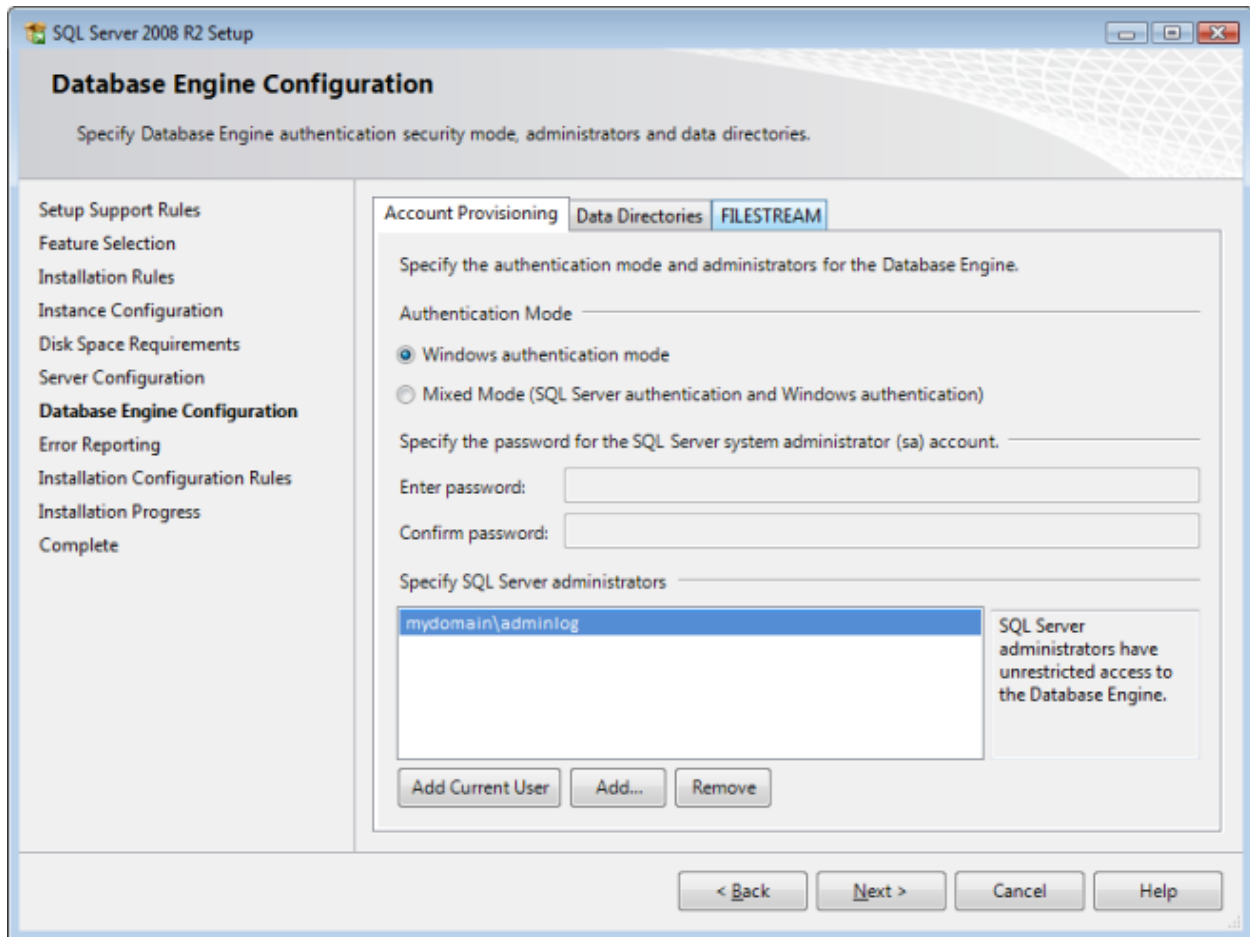 SQL Server 2008 R2 Setup
Database Engine Configuration
Specify Database Engine authentication security mode, administrators and data directories.
Setup Support Rules
Feature Selection
Installation Rules
Instance Configuration
Disk Space Requirements
Server Configuration
Database Engine Configuration
Error Reporting
Installation Configuration Rules
Installation Progress
Complete
Account Provisioning Data Directories FILESTREAM
Specify the authentication mode and administrators for the Database Engine.
Authentication Mode
Windows authentication mode
Mixed Mode (SQL Server authentication and Windows authentication)
Specify the password for the SQL Server system administrator (sa) account.
Enter password:
Confirm password:
Specify SQL Server administrators
mydomain\adminlog
SQL Server
administrators have
unrestricted access to
the Database Engine.
Add Current User Add... Remove
< Back Next > Cancel Help